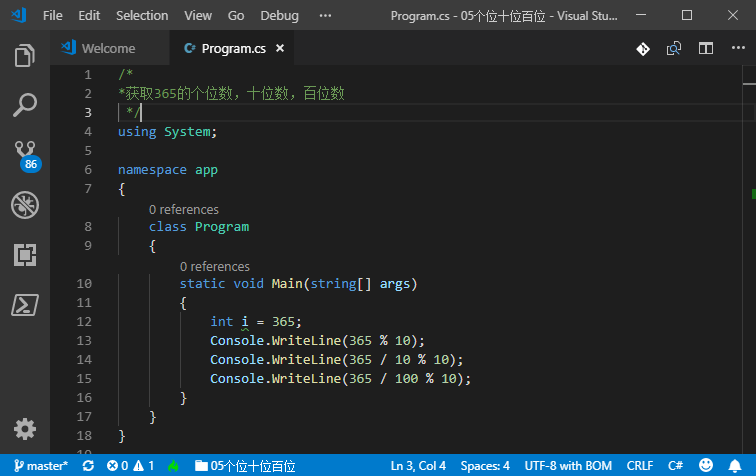 File Edit Selection View Go Debug ··· Program.cs - 05个位十位百位 - Visual Stu...
Welcome Program.cs
1 /*
2 *获取365的个位数，十位数，百位数
3 */
4 using System;
5
6 namespace app
7 {
0 references
8 class Program
9 {
0 references
10 static void Main(string[] args)
11 {
12 int i = 365;
13 Console.WriteLine(365 % 10);
14 Console.WriteLine(365 / 10 % 10);
15 Console.WriteLine(365 / 100 % 10);
16 }
17 }
18 }
86
master* 0 1 05个位十位百位 Ln 3, Col 4 Spaces: 4 UTF-8 with BOM CRLF C#